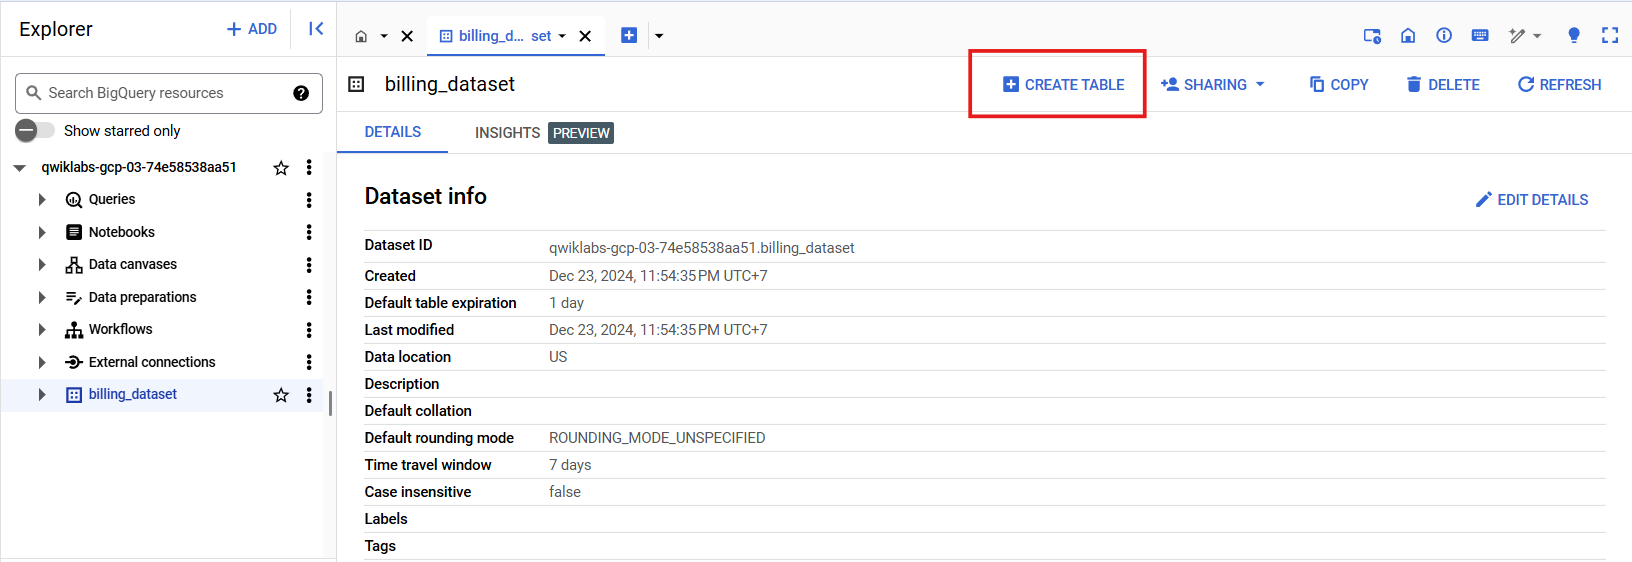 Explorer
+ ADD
Search BigQuery resources
Show starred only
qwiklabs-gcp-03-74e58538aa51
Queries
Notebooks
Data canvases
Data preparations
Workflows
External connections
billing_dataset
billing_d... set
billing_dataset
CREATE TABLE
SHARING
COPY
DELETE
REFRESH
DETAILS
INSIGHTS PREVIEW
Dataset info
EDIT DETAILS
Dataset ID qwiklabs-gcp-03-74e58538aa51.billing_dataset
Created Dec 23, 2024, 11:54:35 PM UTC+7
Default table expiration 1 day
Last modified Dec 23, 2024, 11:54:35 PM UTC+7
Data location US
Description
Default collation
Default rounding mode ROUNDING_MODE_UNSPECIFIED
Time travel window 7 days
Case insensitive false
Labels
Tags